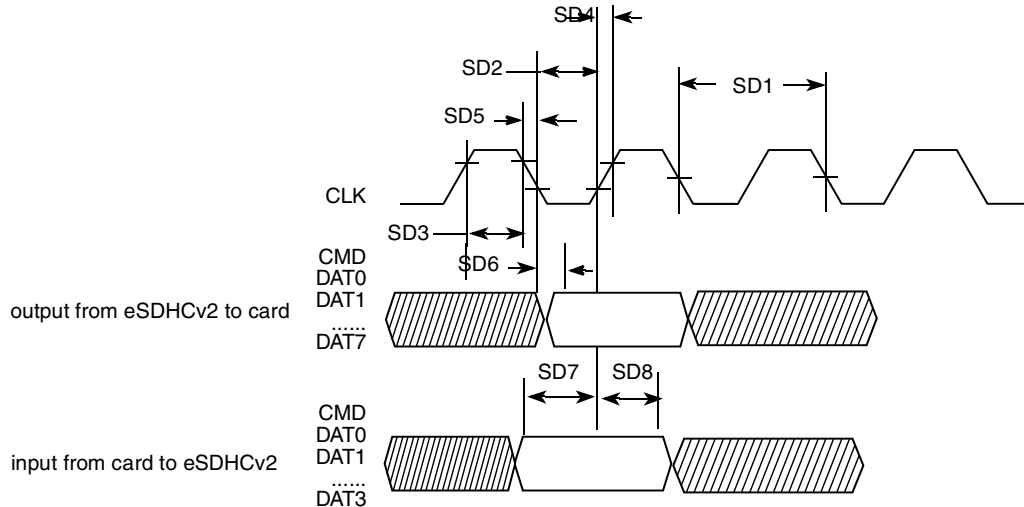 SD4
SD2
SD1
SD5
CLK
SD3
CMD
DAT0
DAT1
......
DAT7
SD6
output from eSDHCv2 to card
SD7
SD8
CMD
DAT0
DAT1
......
DAT3
input from card to eSDHCv2